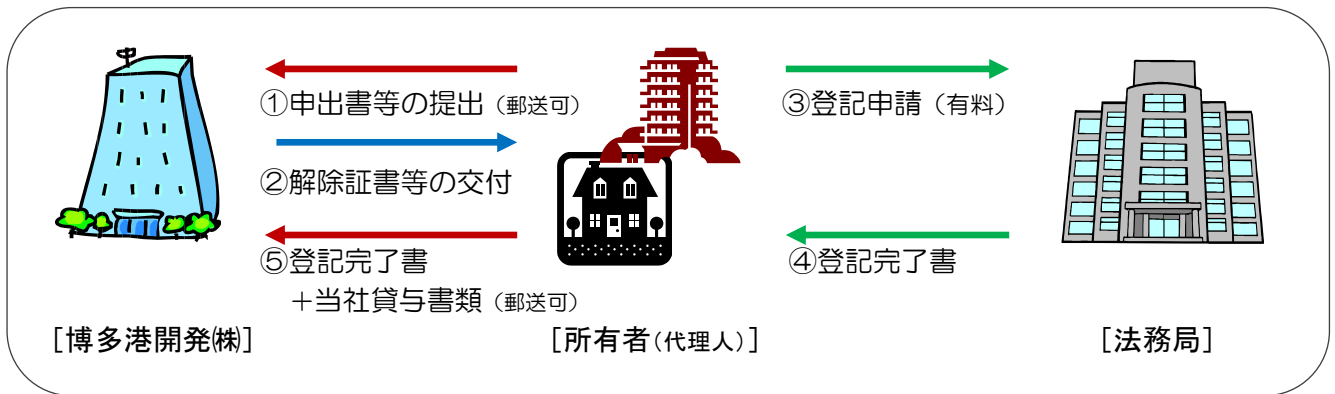 ①申出書等の提出（郵送可）
②解除証書等の交付
③登記申請（有料）
④登記完了書
⑤登記完了書
＋当社貸与書類（郵送可）
［博多港開発㈱］
［所有者（代理人）］
［法務局］